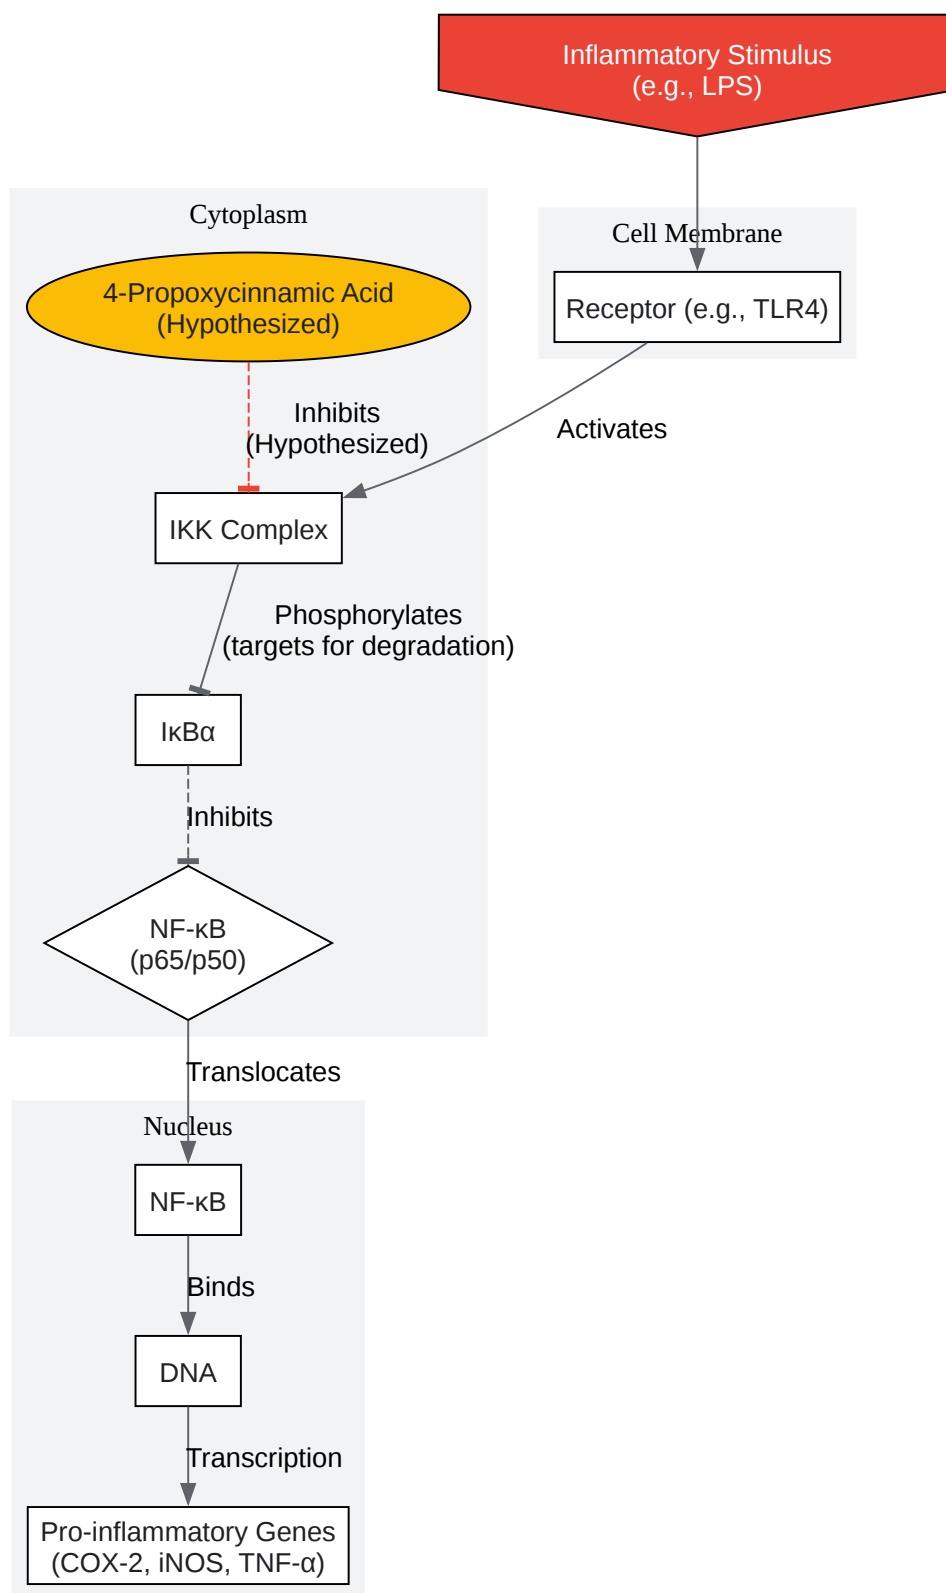 Inflammatory Stimulus
(e.g., LPS)
Cytoplasm
Cell Membrane
4-Propoxycinnamic Acid
(Hypothesized)
Receptor (e.g., TLR4)
Inhibits
(Hypothesized)
Activates
IKK Complex
Phosphorylates
(targets for degradation)
IκBα
Inhibits
NF-κB
(p65/p50)
Translocates
Nucleus
NF-κB
Binds
DNA
Transcription
Pro-inflammatory Genes
(COX-2, iNOS, TNF-α)